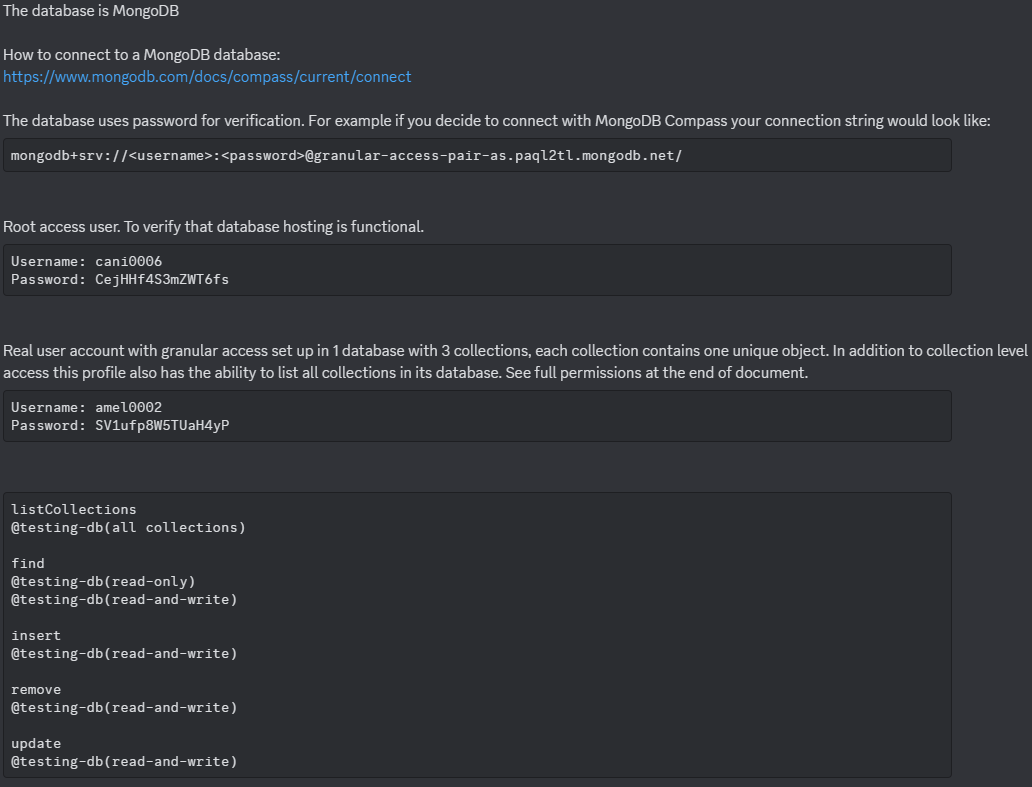 The database is MongoDB
How to connect to a MongoDB database:
https://www.mongodb.com/docs/compass/current/connect
The database uses password for verification. For example if you decide to connect with MongoDB Compass your connection string would look like:
mongodb+srv://<username>:<password>@granular-access-pair-as.paql2tl.mongodb.net/
Root access user. To verify that database hosting is functional.
Username: cani0006
Password: CejHHf4S3mZWT6fs
Real user account with granular access set up in 1 database with 3 collections, each collection contains one unique object. In addition to collection level
access this profile also has the ability to list all collections in its database. See full permissions at the end of document.
Username: amel0002
Password: SV1ufp8W5TUaH4yP
listCollections
@testing-db(all collections)
find
@testing-db(read-only)
@testing-db(read-and-write)
insert
@testing-db(read-and-write)
remove
@testing-db(read-and-write)
update
@testing-db(read-and-write)